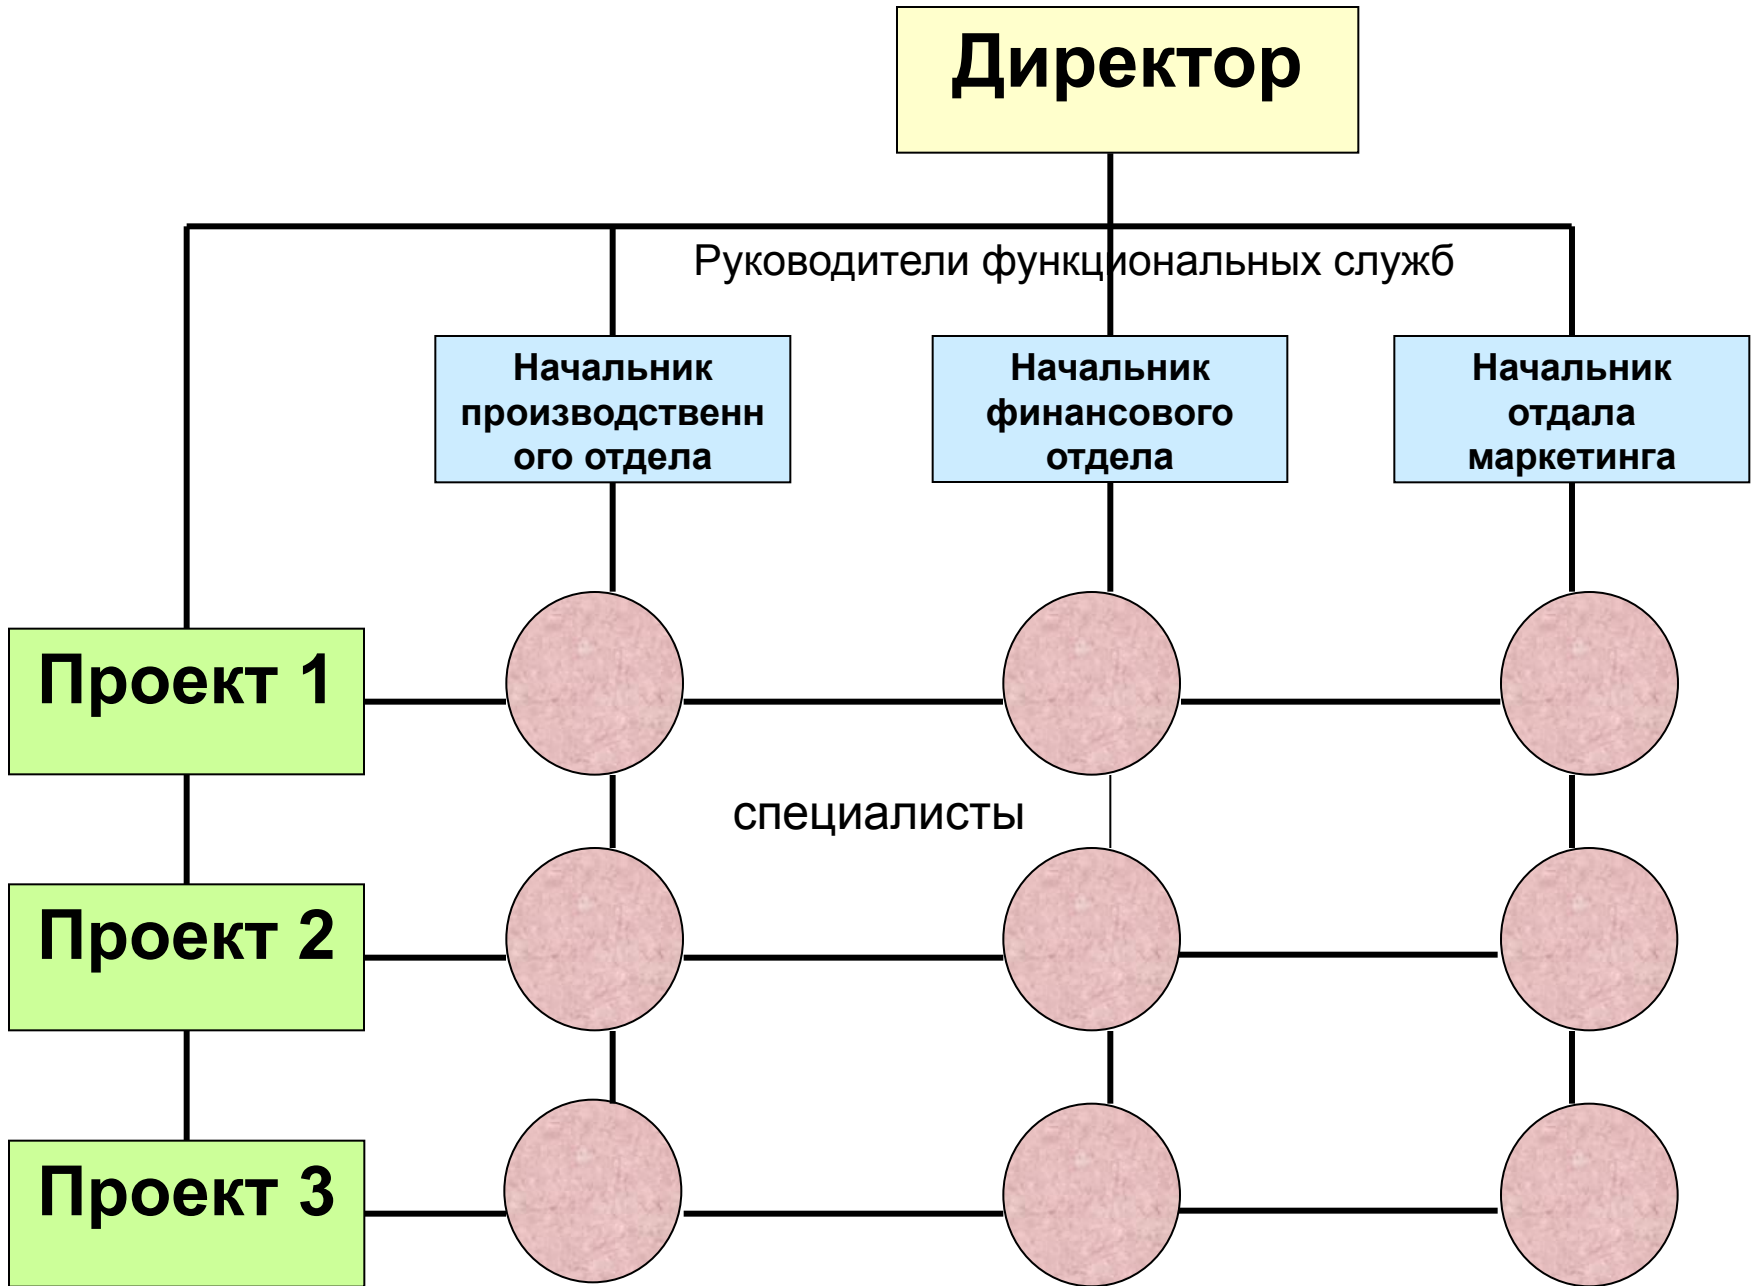 Директор
Руководители функциональных служб
Начальник
производственн
ого отдела
Начальник
финансового
отдела
Начальник
отдала
маркетинга
Проект 1
специалисты
Проект 2
Проект 3